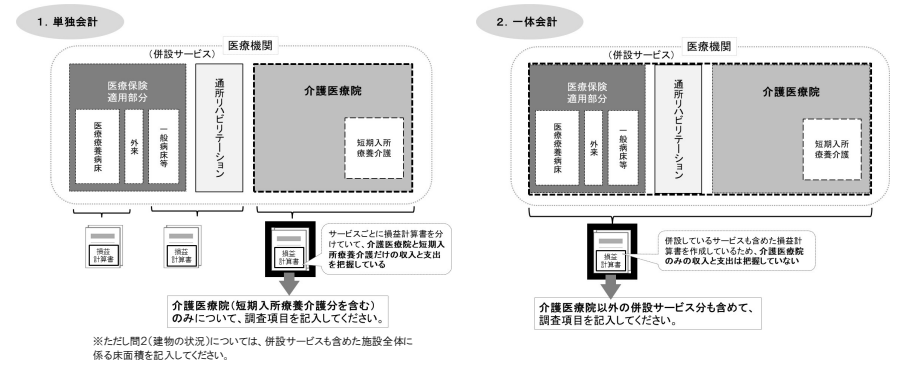 1．単独会計
医療機関
（併設サービス）
医療保険
適用部分
医療療養病床
外来
一般病床等
通所リハビリテーション
介護医療院
短期入所
療養介護
損益
計算書
損益
計算書
損益
計算書
サービスごとに損益計算書を分
けていて、介護医療院と短期入
所療養介護だけの収入と支出
を把握している
介護医療院（短期入所療養介護分を含む）
のみについて、調査項目を記入してください。
※ただし問２（建物の状況）については、併設サービスも含めた施設全体に
係る床面積を記入してください。
2．一体会計
医療機関
（併設サービス）
医療保険
適用部分
医療療養病床
外来
一般病床等
通所リハビリテーション
介護医療院
短期入所
療養介護
損益
計算書
併設しているサービスも含めた損益計
算書を作成しているため、介護医療院
のみの収入と支出は把握していない
介護医療院以外の併設サービス分も含めて、
調査項目を記入してください。